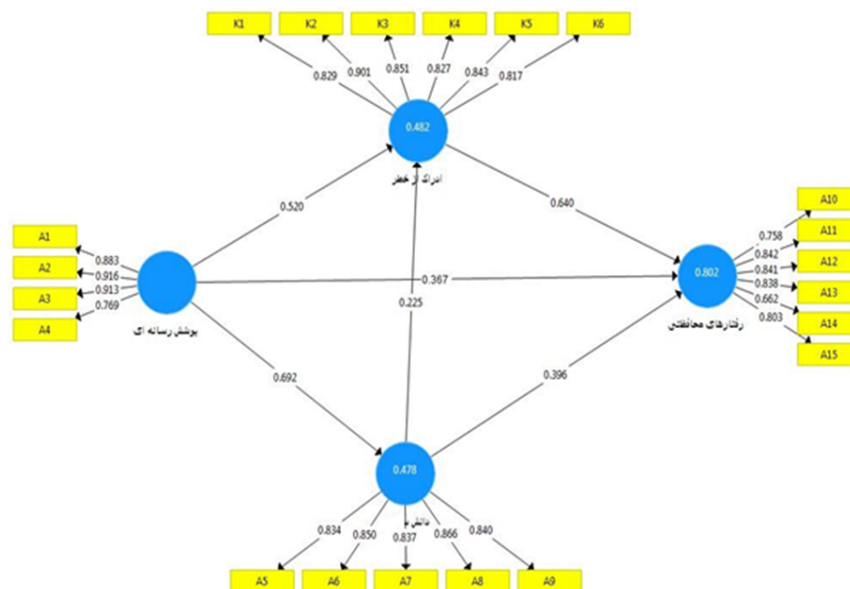 K1 K2 K3 K4 K5 K6
0.829 0.901 0.851 0.827 0.843 0.817
0.482
ادراک از خطر
0.520 0.640
A1 0.883
A2 0.916
A3 0.913
A4 0.769
پوشش رسانه ای
0.367
0.225
0.802
رفتارهای محافظتی
0.758 A10
0.842 A11
0.841 A12
0.838 A13
0.662 A14
0.803 A15
0.692 0.396
0.478
دانش
0.834 0.850 0.837 0.866 0.840
A5 A6 A7 A8 A9